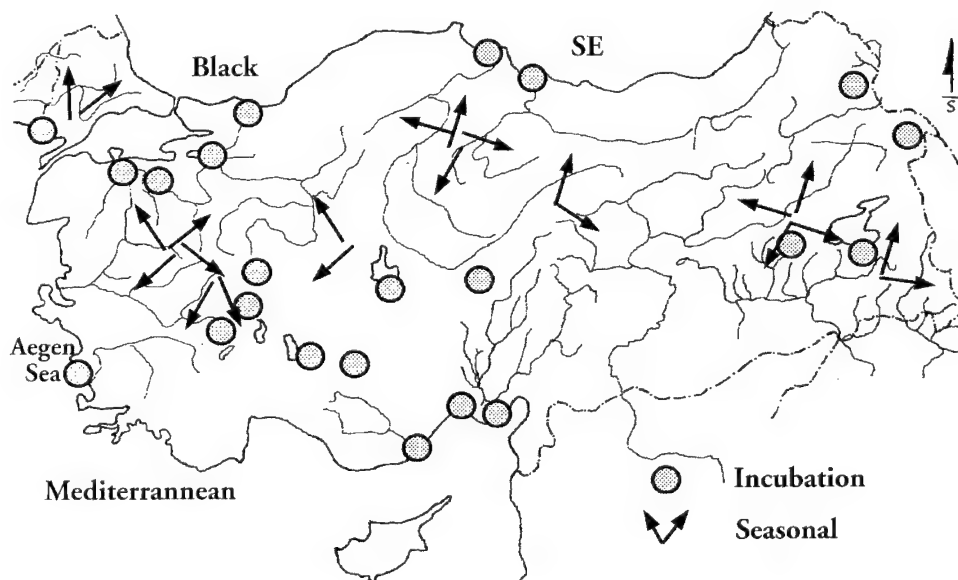 Black
SE
S
Aegen
Sea
Mediterrannean
Incubation
Seasonal